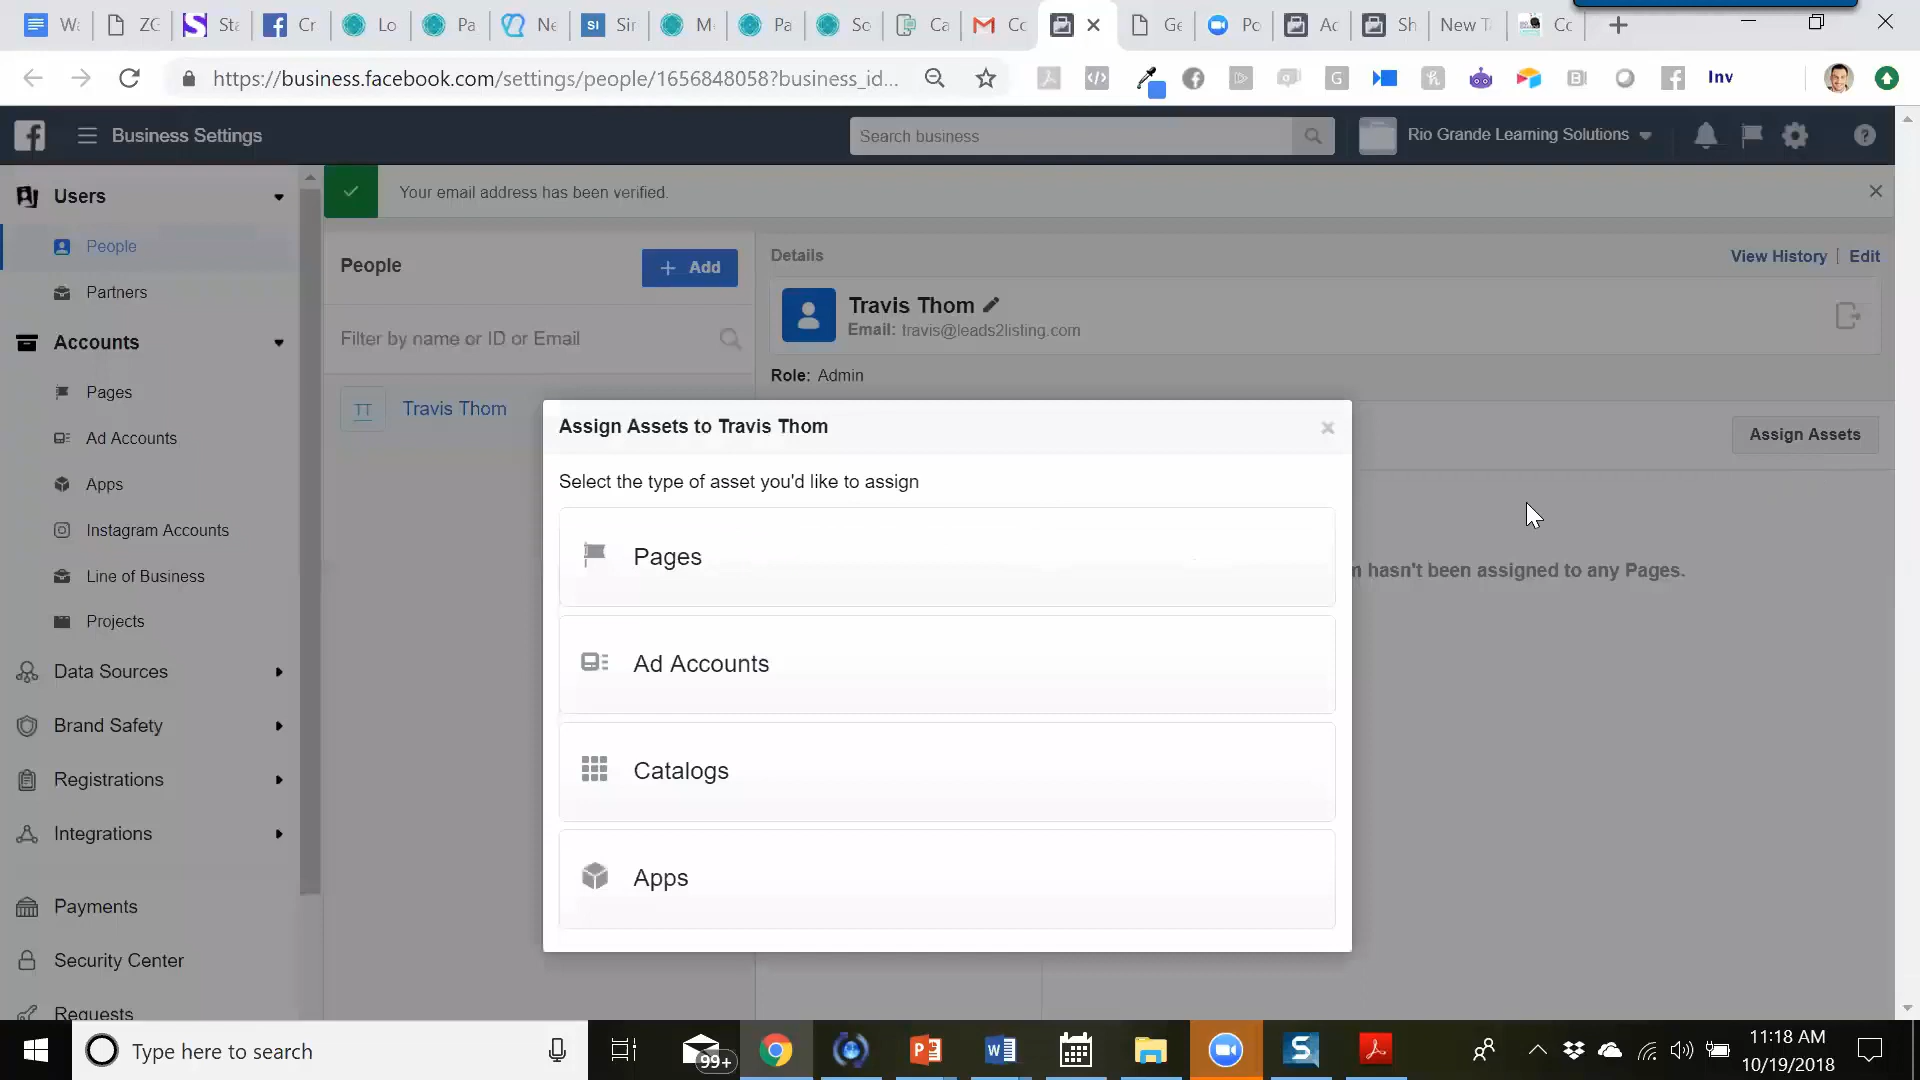 Wa
ZC
Sta
Cr
Lo
Pa
Ne
SI
Sir
M
Pa
So
Ca
Co
Ge
Po
Ac
Sh
New T
Co
https://business.facebook.com/settings/people/1656848058?business_id...
Inv
Business Settings
Search business
Rio Grande Learning Solutions
Users
People
Partners
Accounts
Pages
Ad Accounts
Apps
Instagram Accounts
Line of Business
Projects
Data Sources
Brand Safety
Registrations
Integrations
Payments
Security Center
Requests
Your email address has been verified.
People
+ Add
Filter by name or ID or Email
TT
Travis Thom
Details
View History | Edit
Travis Thom
Email: travis@leads2listing.com
Role: Admin
Assign Assets
hasn't been assigned to any Pages.
Assign Assets to Travis Thom
Select the type of asset you'd like to assign
Pages
Ad Accounts
Catalogs
Apps
Type here to search
99+
11:18 AM
10/19/2018